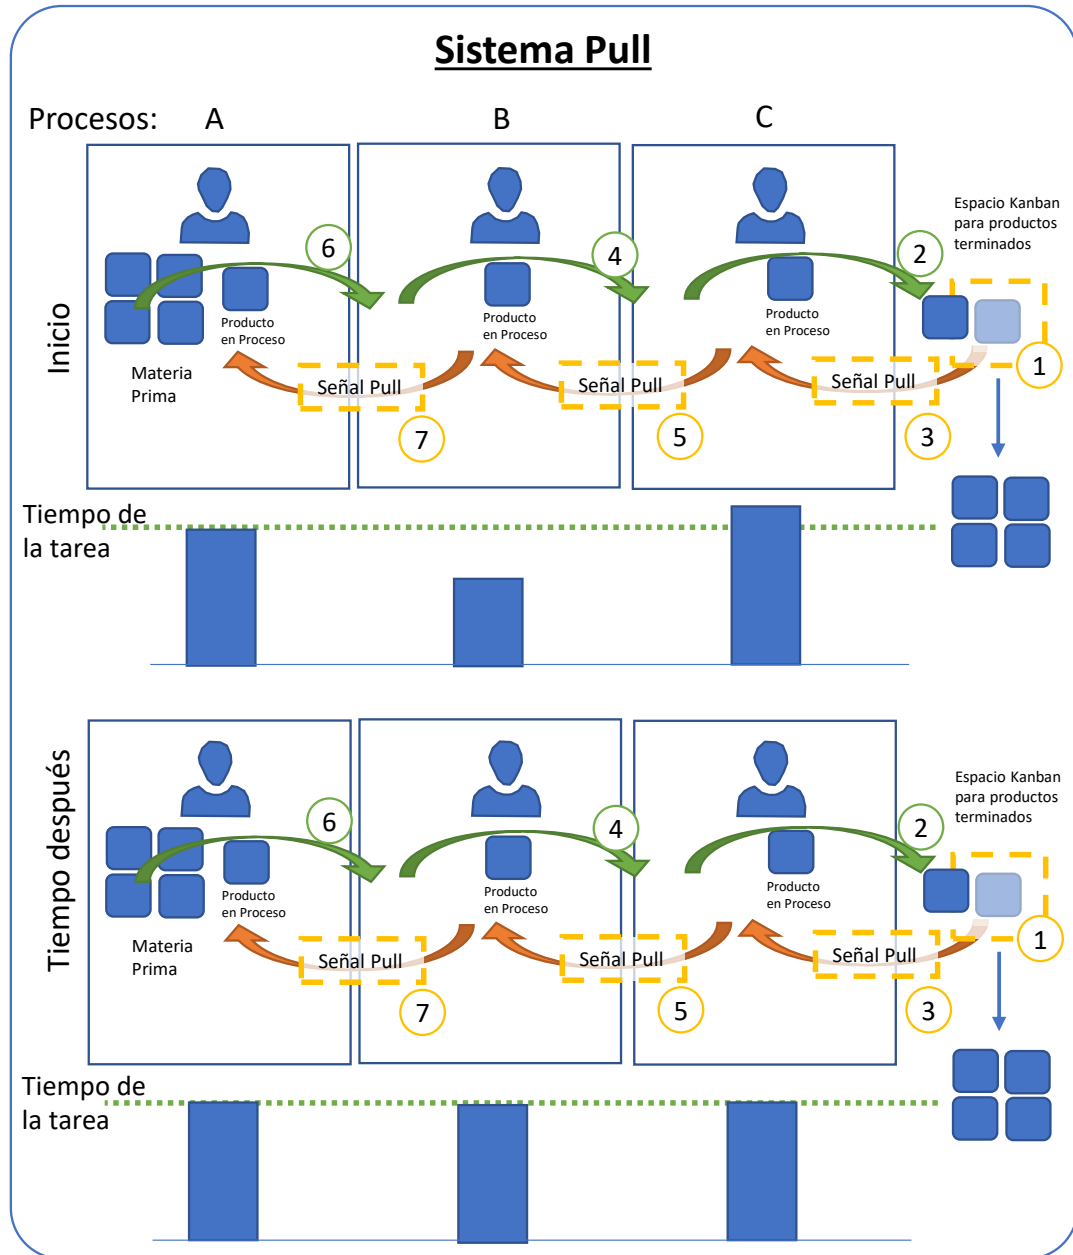 Sistema Pull
Procesos:
A
B
C
Inicio
6
4
2
Espacio Kanban
para productos
terminados
Producto
en Proceso
Producto
en Proceso
Producto
en Proceso
Materia
Prima
Señal Pull
Señal Pull
Señal Pull
1
7
5
3
Tiempo de
la tarea
Tiempo después
6
4
2
Espacio Kanban
para productos
terminados
Producto
en Proceso
Producto
en Proceso
Producto
en Proceso
Materia
Prima
Señal Pull
Señal Pull
Señal Pull
1
7
5
3
Tiempo de
la tarea